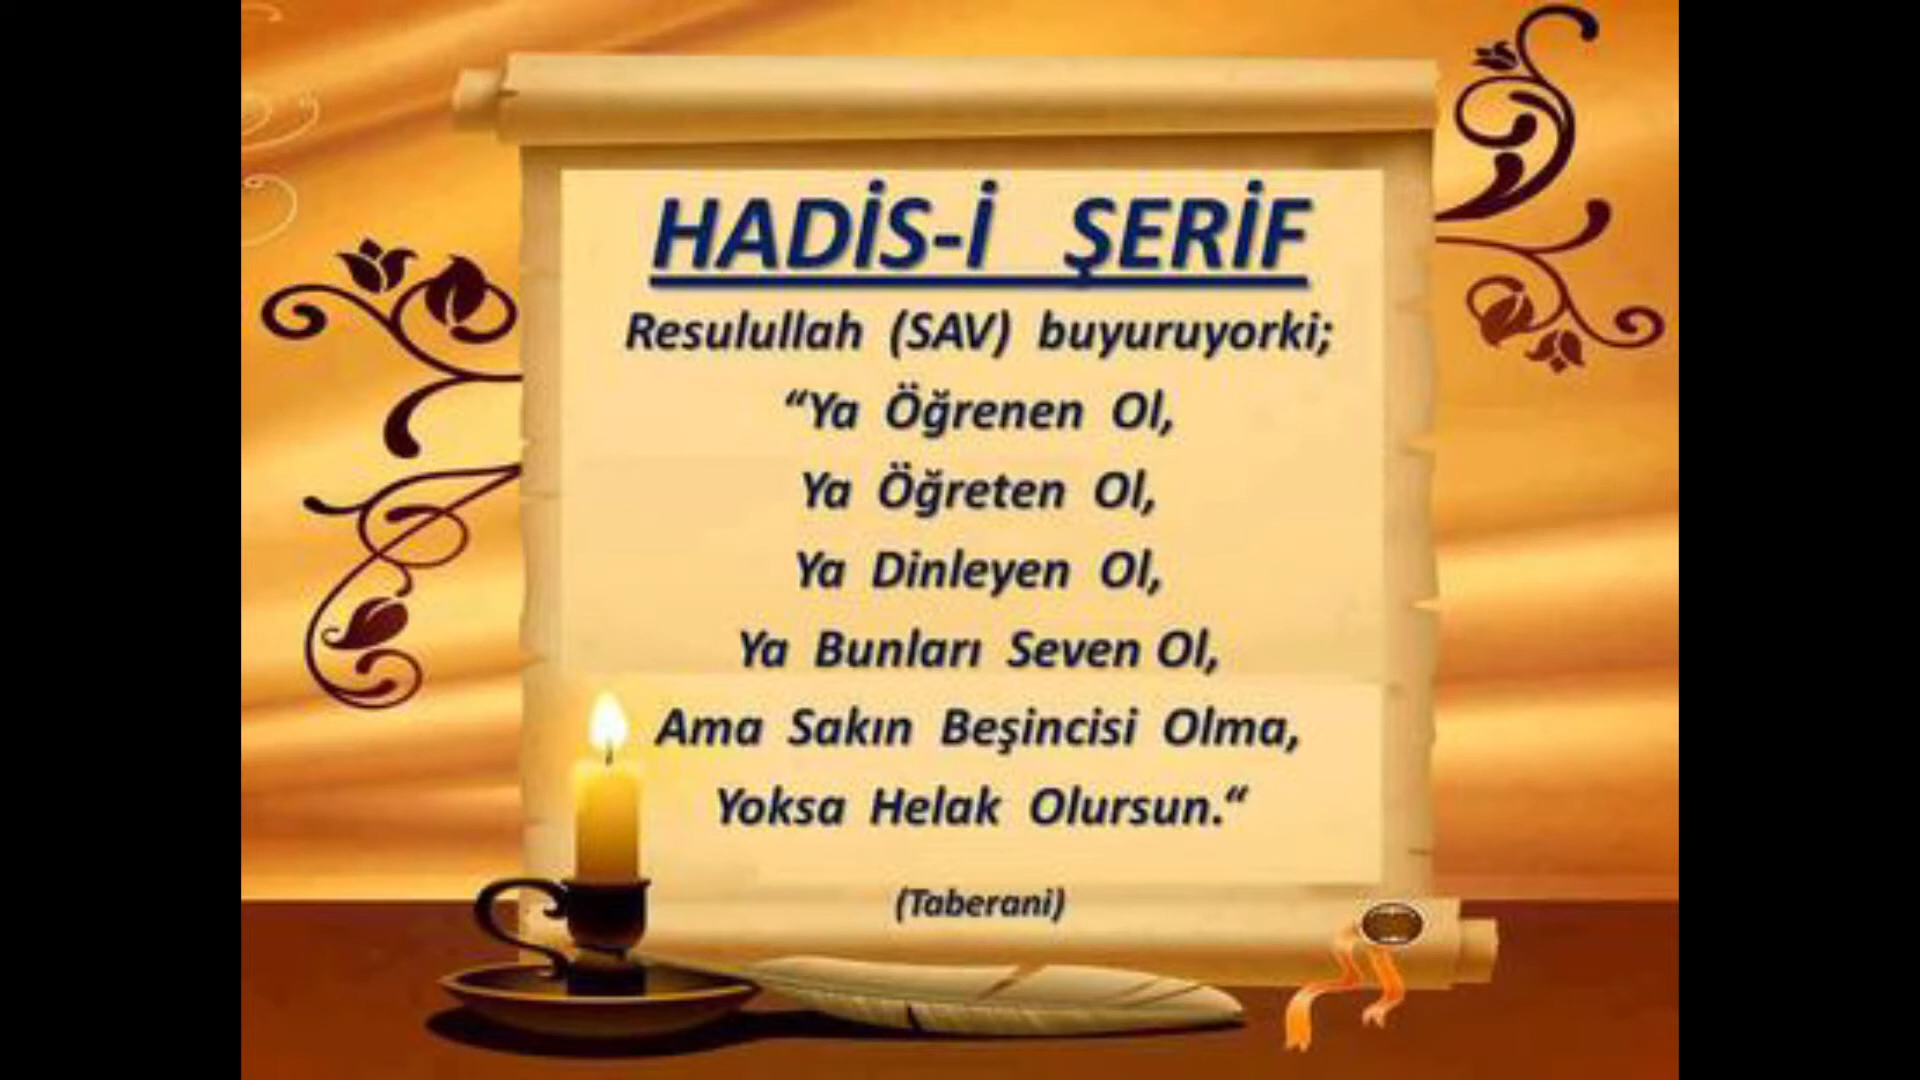 HADİS-İ ŞERİF
Resulullah (SAV) buyuruyorki;
“Ya Öğrenen Ol,
Ya Öğreten Ol,
Ya Dinleyen Ol,
Ya Bunları Seven Ol,
Ama Sakın Beşincisi Olma,
Yoksa Helak Olursun.“
(Taberani)